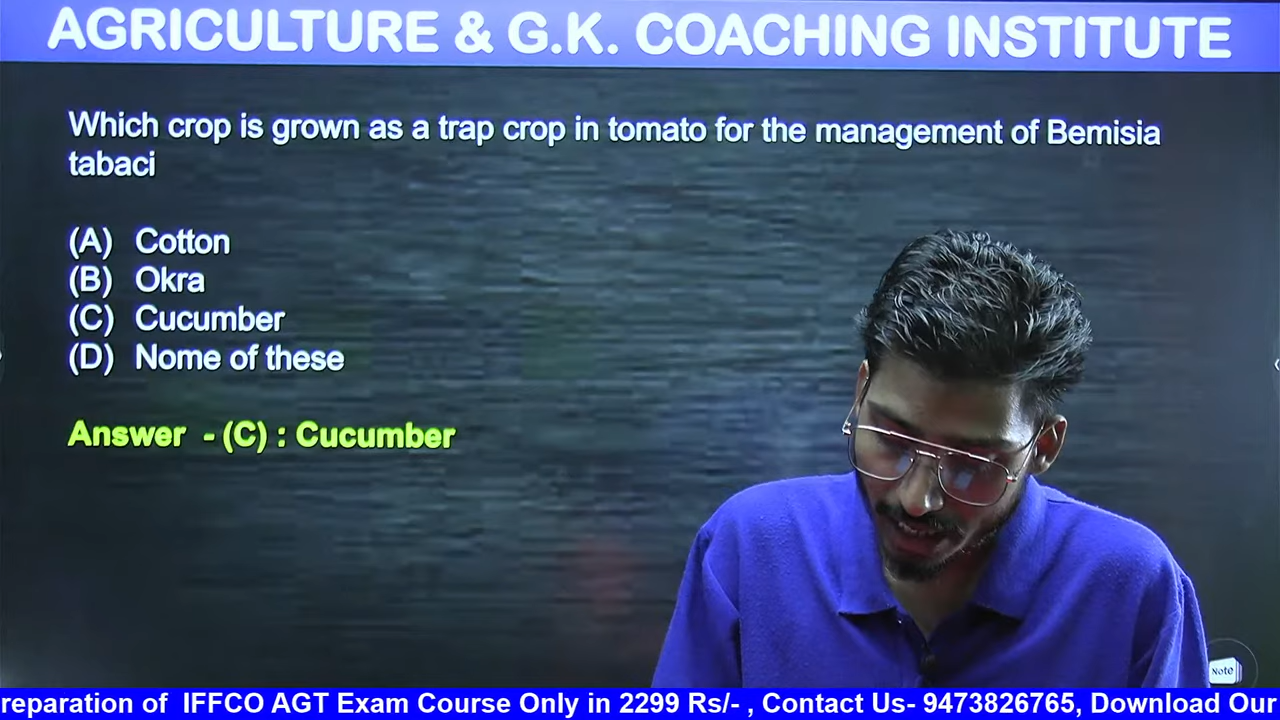 AGRICULTURE & G.K. COACHING INSTITUTE
Which crop is grown as a trap crop in tomato for the management of Bemisia
tabaci
(A) Cotton
(B) Okra
(C) Cucumber
(D) Nome of these
Answer - (C) : Cucumber
Note
reparation of IFFCO AGT Exam Course Only in 2299 Rs/- , Contact Us- 9473826765, Download Our